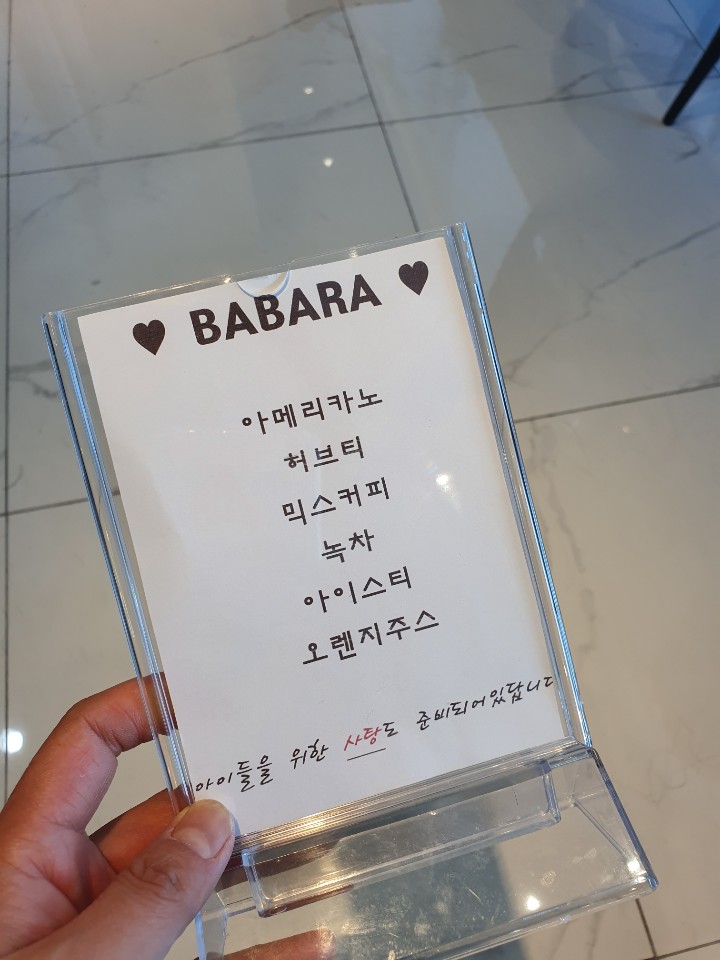 ♥ BABARA ♥
아메리카노
허브티
믹스커피
녹차
아이스티
오렌지주스
아이들을 위한 사탕도 준비되어있답니다